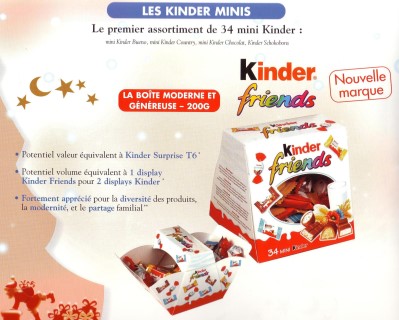 LES KINDER MINIS
Le premier assortiment de 34 mini Kinder :
mini Kinder Bueno, mini Kinder Country, mini Kinder Chocolat, Kinder Schokobons
Kinder
friends
Nouvelle
marque
LA BOÎTE MODERNE ET
GÉNÉREUSE – 200G
• Potentiel valeur équivalent à Kinder Surprise T6*
• Potentiel volume équivalent à 1 display
Kinder Friends pour 2 displays Kinder*
• Fortement apprécié pour la diversité des produits,
la modernité, et le partage familial**
Kinder
friends
34 MINI